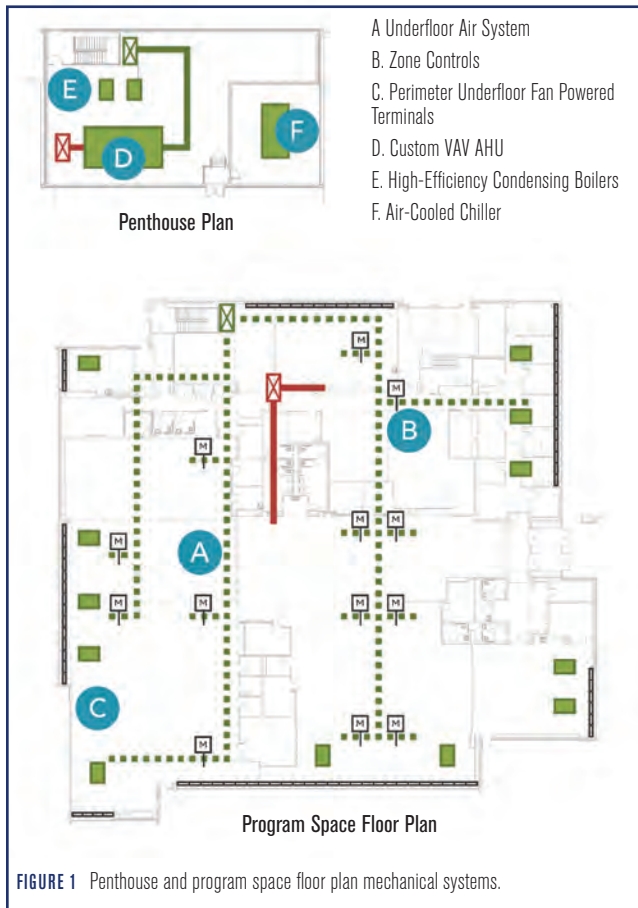 A Underfloor Air System
B. Zone Controls
C. Perimeter Underfloor Fan Powered
Terminals
D. Custom VAV AHU
E. High-Efficiency Condensing Boilers
F. Air-Cooled Chiller
E
F
D
Penthouse Plan
M
M
B
M
M
M
M
A
M
M
M
M
C
M
M
M
Program Space Floor Plan
FIGURE 1 Penthouse and program space floor plan mechanical systems.